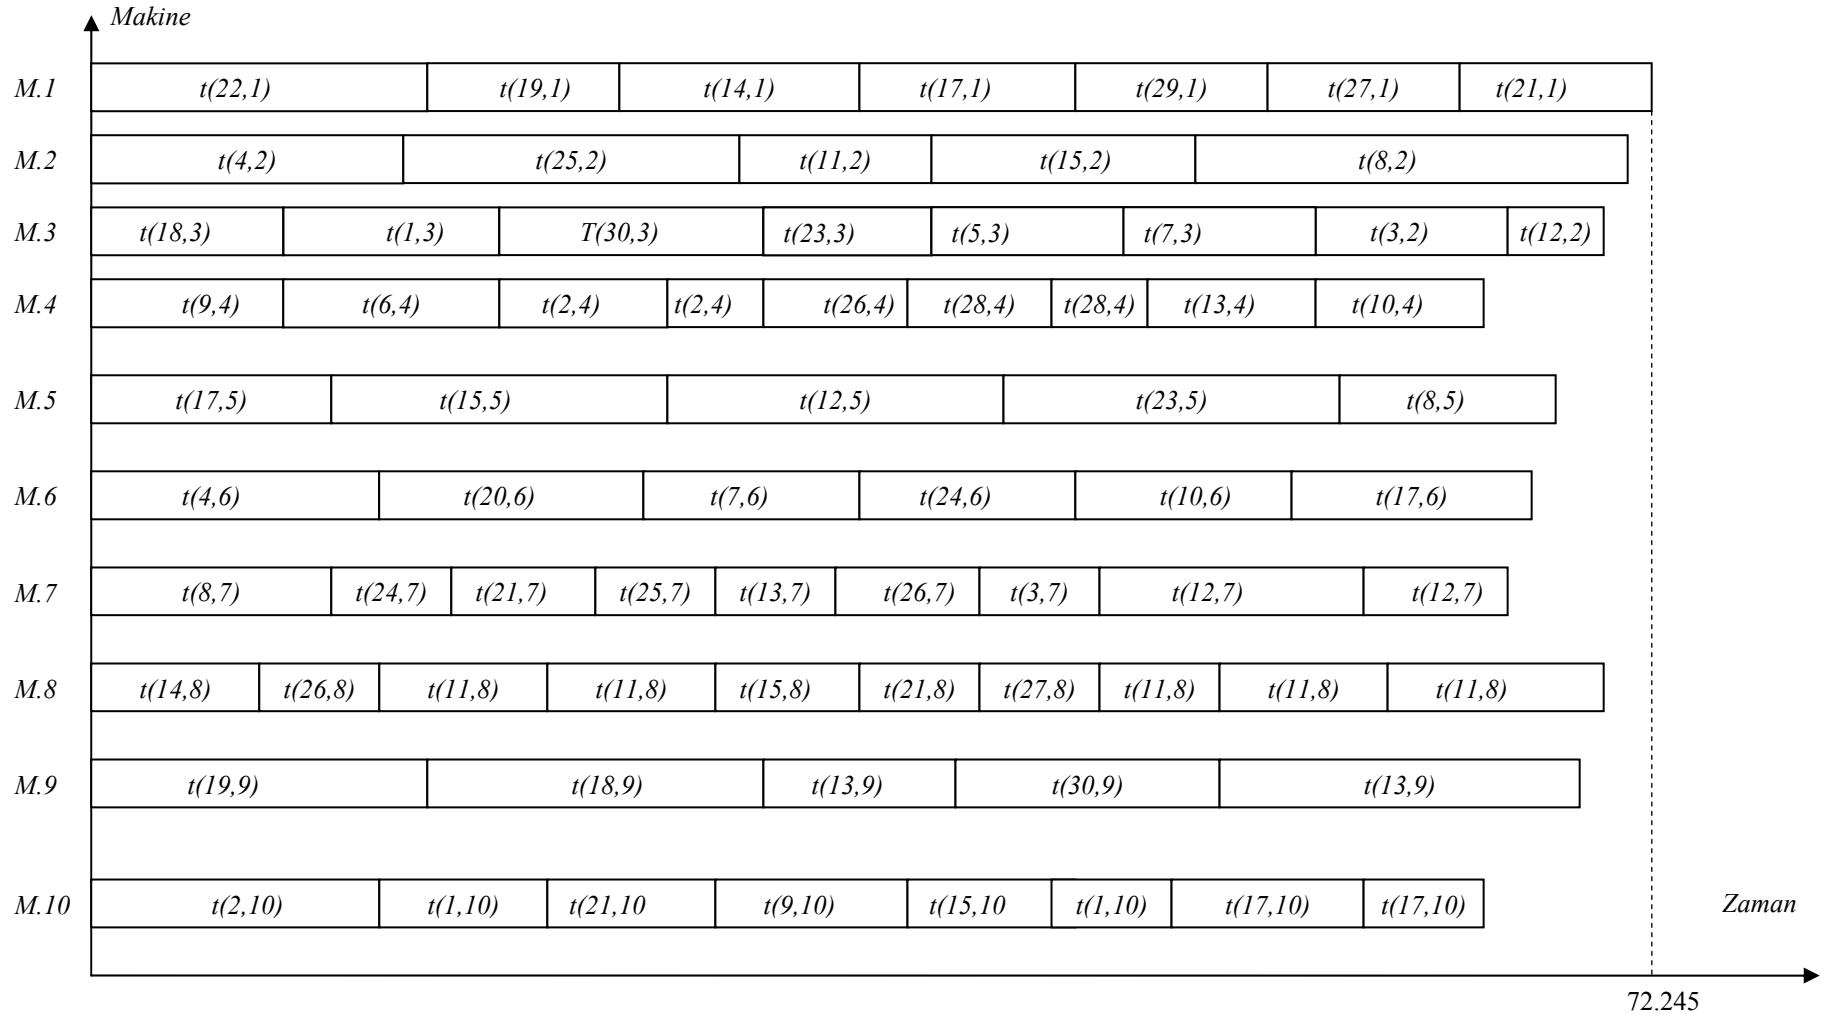 Makine
M.1 t(22,1) t(19,1) t(14,1) t(17,1) t(29,1) t(27,1) t(21,1)
M.2 t(4,2) t(25,2) t(11,2) t(15,2) t(8,2)
M.3 t(18,3) t(1,3) T(30,3) t(23,3) t(5,3) t(7,3) t(3,2) t(12,2)
M.4 t(9,4) t(6,4) t(2,4) t(2,4) t(26,4) t(28,4) t(28,4) t(13,4) t(10,4)
M.5 t(17,5) t(15,5) t(12,5) t(23,5) t(8,5)
M.6 t(4,6) t(20,6) t(7,6) t(24,6) t(10,6) t(17,6)
M.7 t(8,7) t(24,7) t(21,7) t(25,7) t(13,7) t(26,7) t(3,7) t(12,7) t(12,7)
M.8 t(14,8) t(26,8) t(11,8) t(11,8) t(15,8) t(21,8) t(27,8) t(11,8) t(11,8) t(11,8)
M.9 t(19,9) t(18,9) t(13,9) t(30,9) t(13,9)
M.10 t(2,10) t(1,10) t(21,10 t(9,10) t(15,10 t(1,10) t(17,10) t(17,10) Zaman
72.245